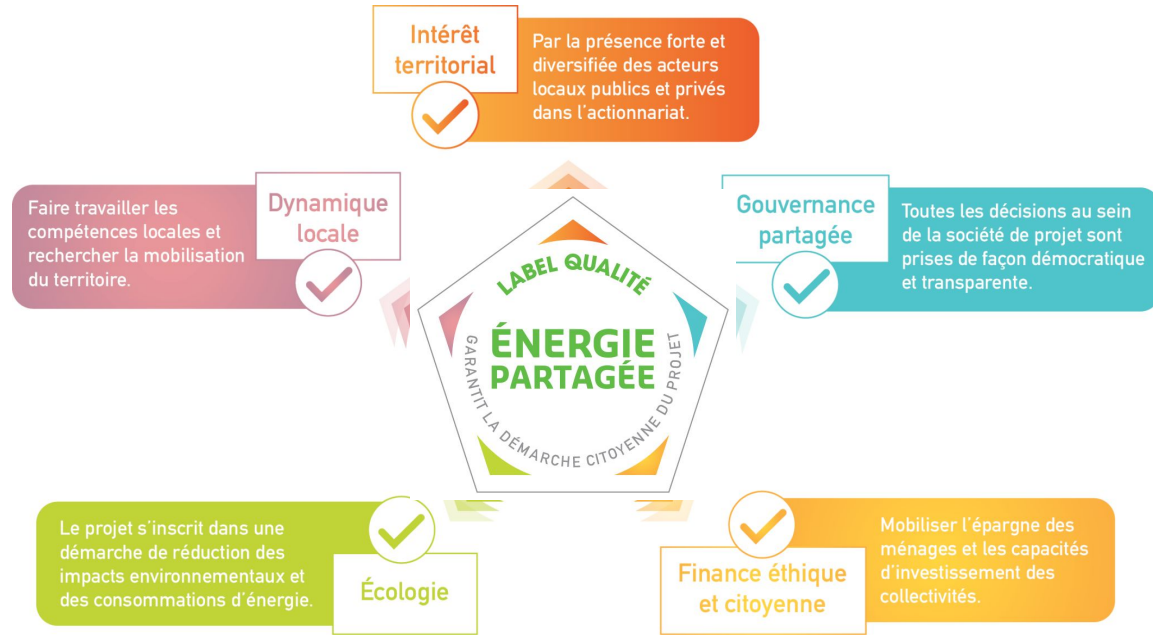 Intérêt
territorial
Par la présence forte et
diversifiée des acteurs
locaux publics et privés
dans l'actionnariat.
Dynamique
locale
Faire travailler les
compétences locales et
rechercher la mobilisation
du territoire.
Gouvernance
partagée
Toutes les décisions au sein
de la société de projet sont
prises de façon démocratique
et transparente.
LABEL QUALITÉ
ÉNERGIE
PARTAGÉE
GARANTIT LA DÉMARCHE CITOYENNE DU PROJET
Le projet s'inscrit dans une
démarche de réduction des
impacts environnementaux et
des consommations d'énergie.
Écologie
Finance éthique
et citoyenne
Mobiliser l'épargne des
ménages et les capacités
d'investissement des
collectivités.